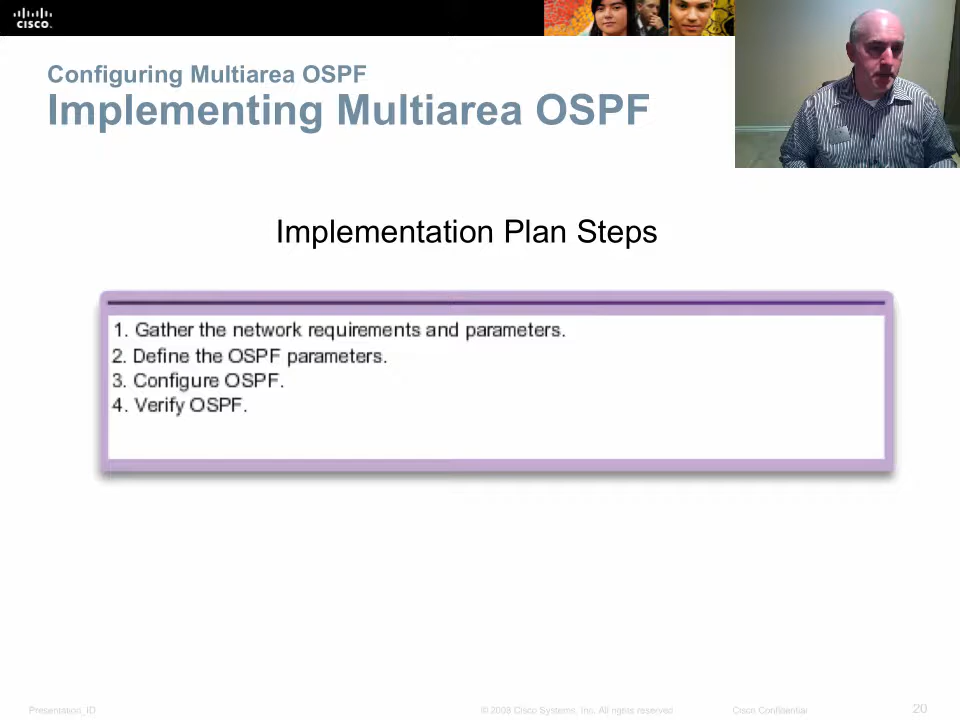 cisco.
Configuring Multiarea OSPF
Implementing Multiarea OSPF
Implementation Plan Steps
1. Gather the network requirements and parameters.
2. Define the OSPF parameters.
3. Configure OSPF.
4. Verify OSPF.
Presentation_ID
© 2008 Cisco Systems, Inc. All rights reserved.
Cisco Confidential
20